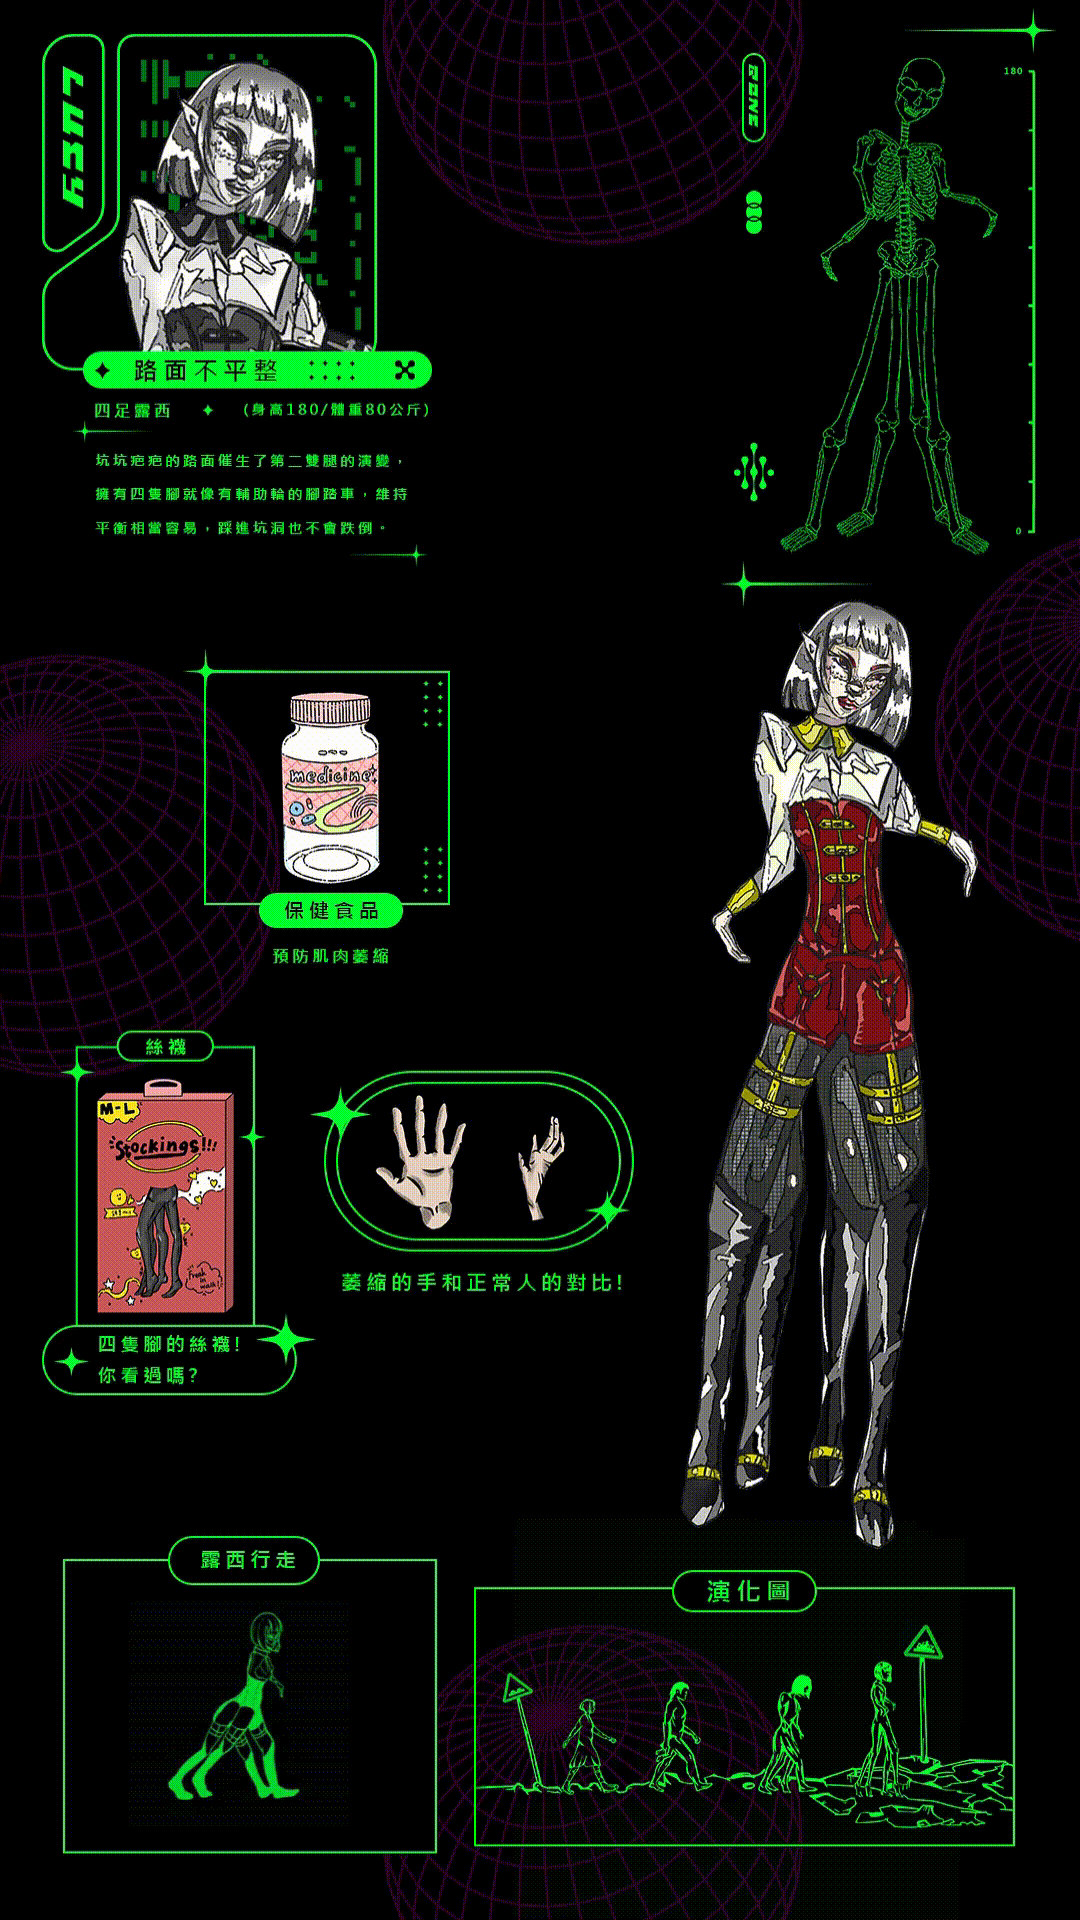 LUCY
BONE
180
0
路面不平整
四足露西 (身高180/體重80公斤)
坑坑疤疤的路面催生了第二雙腿的演變，
擁有四隻腳就像有輔助輪的腳踏車，維持
平衡相當容易，踩進坑洞也不會跌倒。
medicine
保健食品
預防肌肉萎縮
絲襪
M-L
Stockings!!!
四隻腳的絲襪!
你看過嗎?
萎縮的手和正常人的對比!
露西行走
演化圖